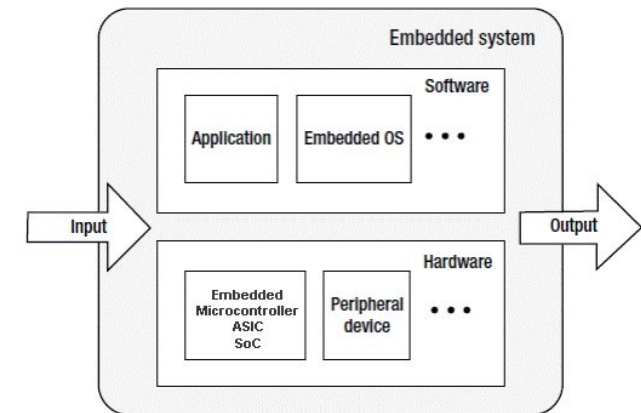 Embedded system
Software
Application
Embedded OS
• • •
Input
Output
Hardware
Embedded
Microcontroller
ASIC
SoC
Peripheral
device
• • •